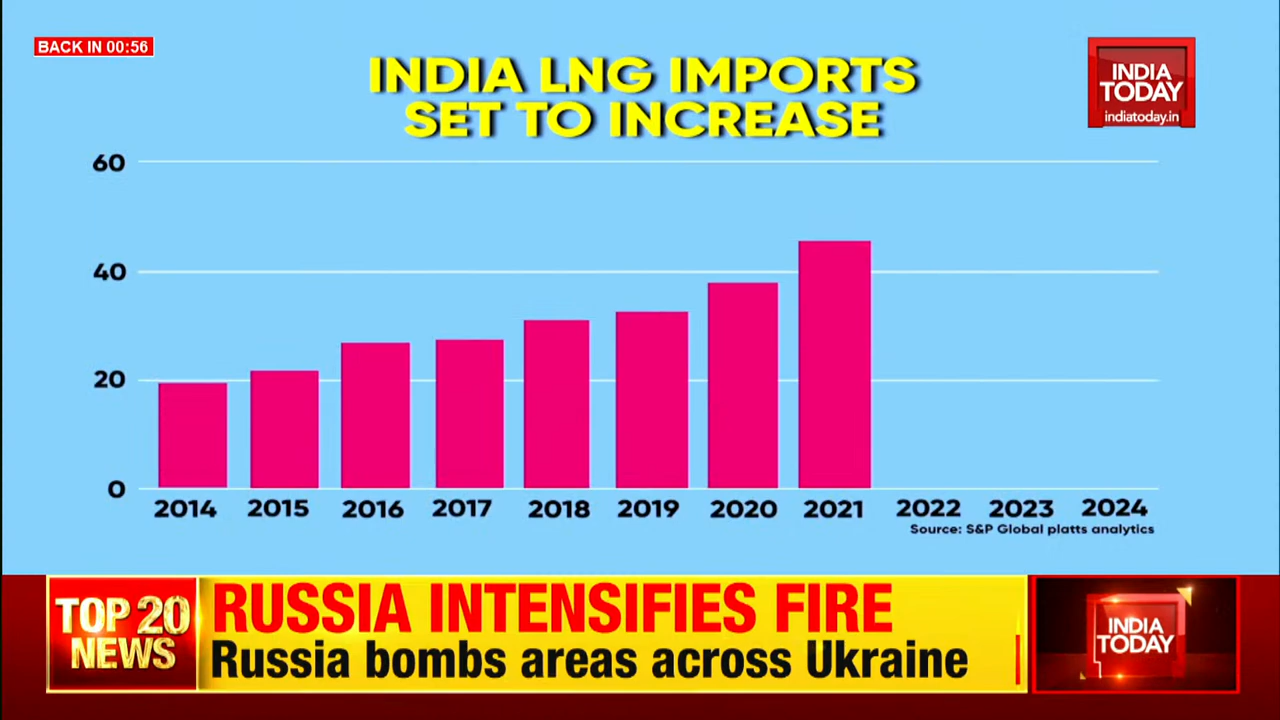 BACK IN 00:56
INDIA LNG IMPORTS
SET TO INCREASE
INDIA
TODAY
indiatoday.in
60
40
20
0
2014 2015 2016 2017 2018 2019 2020 2021 2022 2023 2024
Source: S&P Global platts analytics
TOP 20
NEWS
RUSSIA INTENSIFIES FIRE
Russia bombs areas across Ukraine
INDIA
TODAY